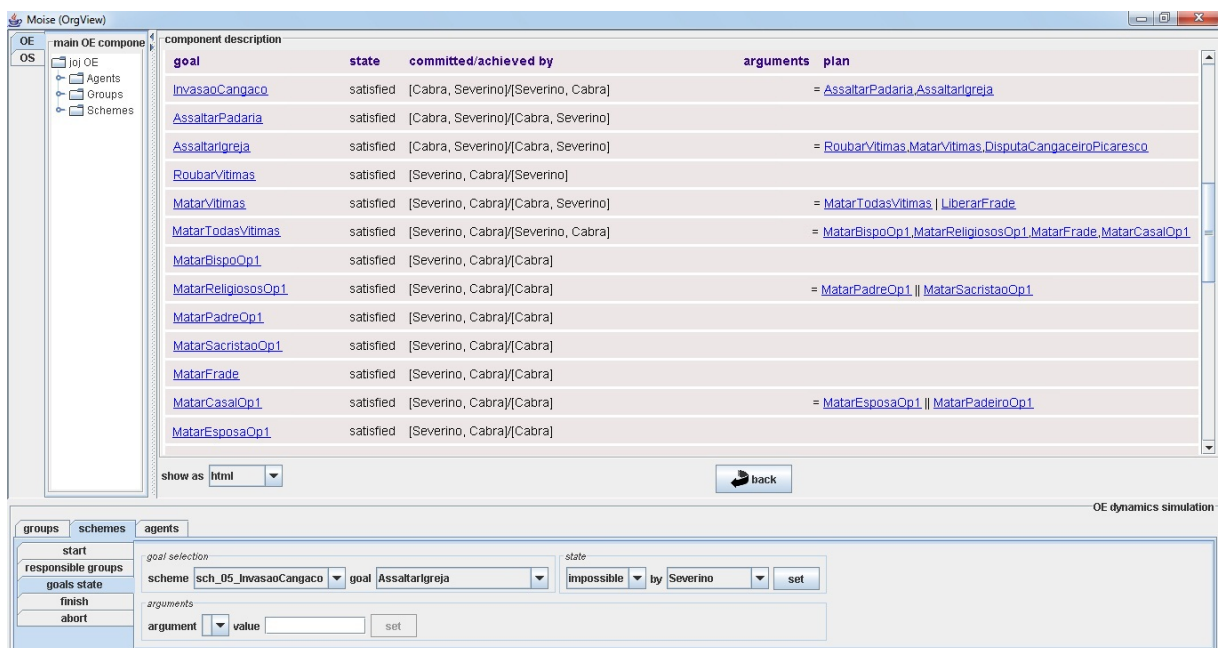 Moise (OrgView)
OE
OS
main OE compone
joj OE
Agents
Groups
Schemes
component description
goal state committed/achieved by arguments plan
InvasaoCangaco satisfied [Cabra, Severino]/[Severino, Cabra] = AssaltarPadaria,AssaltarIgreja
AssaltarPadaria satisfied [Cabra, Severino]/[Cabra, Severino]
AssaltarIgreja satisfied [Cabra, Severino]/[Severino, Cabra] = RoubarVitimas,MatarVitimas,DisputaCangaceiroPicaresco
RoubarVitimas satisfied [Severino, Cabra]/[Severino]
MatarVitimas satisfied [Severino, Cabra]/[Cabra, Severino] = MatarTodasVitimas | LiberarFrade
MatarTodasVitimas satisfied [Severino, Cabra]/[Severino, Cabra] = MatarBispoOp1,MatarReligiososOp1,MatarFrade,MatarCasalOp1
MatarBispoOp1 satisfied [Severino, Cabra]/[Cabra]
MatarReligiososOp1 satisfied [Severino, Cabra]/[Cabra] = MatarPadreOp1 || MatarSacristaoOp1
MatarPadreOp1 satisfied [Severino, Cabra]/[Cabra]
MatarSacristaoOp1 satisfied [Severino, Cabra]/[Cabra]
MatarFrade satisfied [Severino, Cabra]/[Cabra]
MatarCasalOp1 satisfied [Severino, Cabra]/[Cabra] = MatarEsposaOp1 || MatarPadeiroOp1
MatarEsposaOp1 satisfied [Severino, Cabra]/[Cabra]
show as html back
OE dynamics simulation
groups schemes agents
start
responsible groups
goals state
finish
abort
goal selection
scheme sch_05_InvasaoCangaco goal AssaltarIgreja
state
impossible by Severino set
arguments
argument value set